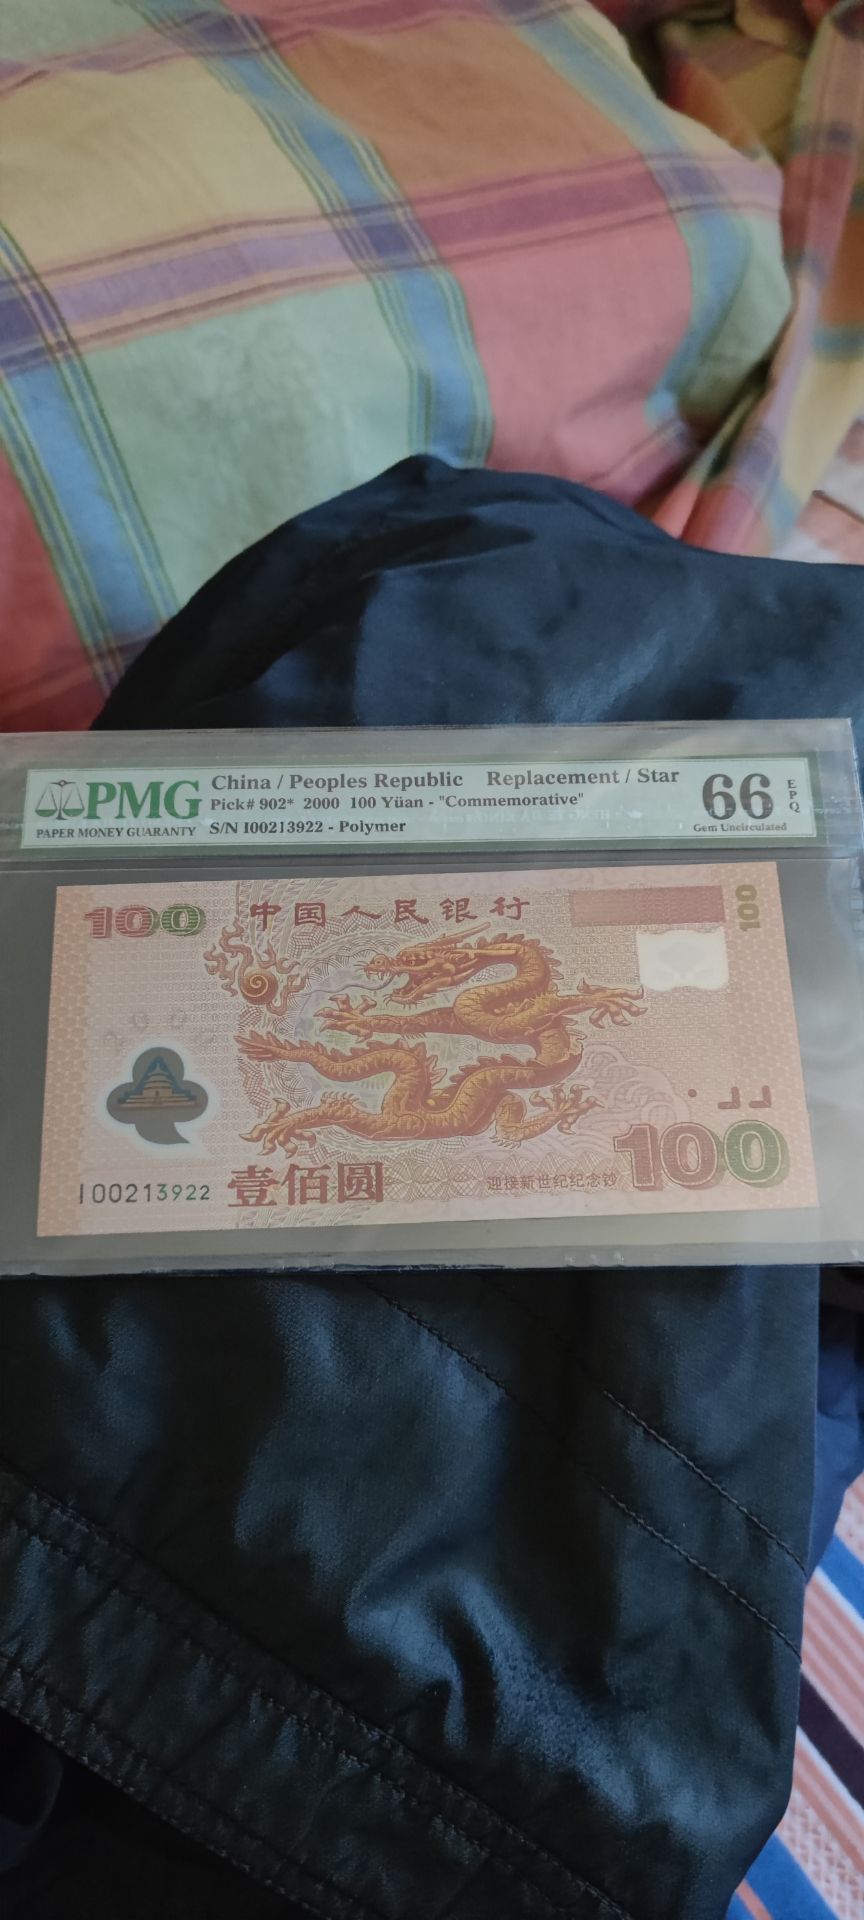 PMG
PAPER MONEY GUARANTY
China / Peoples Republic Replacement / Star
Pick# 902* 2000 100 Yüan - "Commemorative"
S/N I00213922 - Polymer
66 EPQ
Gem Uncirculated
100 中国人民银行 100
I00213922 壹佰圆
迎接新世纪纪念钞 100